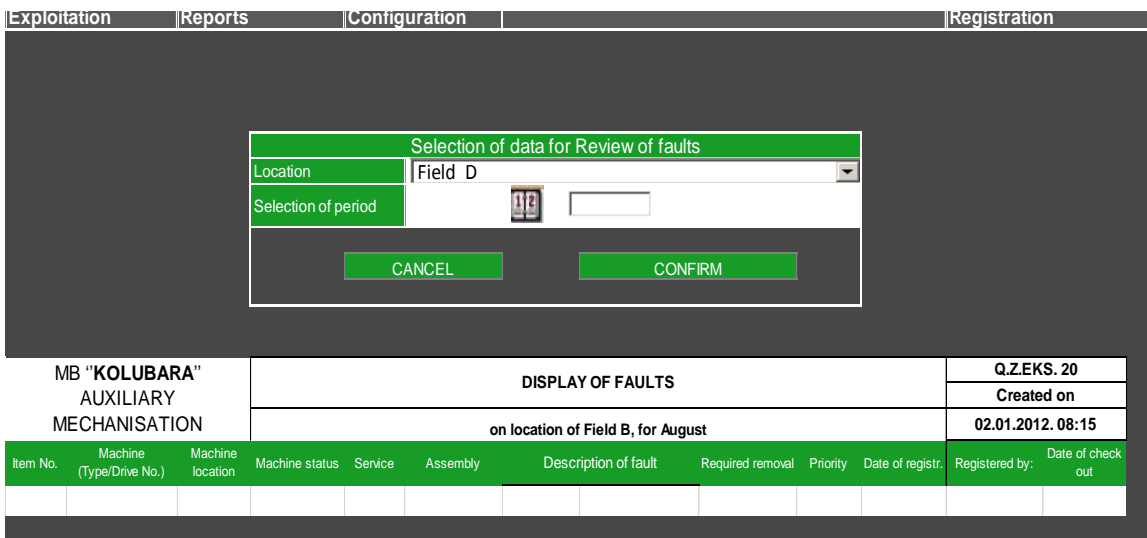 Exploitation Reports Configuration Registration
Selection of data for Review of faults
Location Field D
Selection of period 1 2
CANCEL CONFIRM
MB ‘’KOLUBARA’’
AUXILIARY
MECHANISATION
DISPLAY OF FAULTS
on location of Field B, for August
Q.Z.EKS. 20
Created on
02.01.2012. 08:15
Item No.
Machine
(Type/Drive No.)
Machine
location
Machine status
Service
Assembly
Description of fault
Required removal
Priority
Date of registr.
Registered by:
Date of check
out